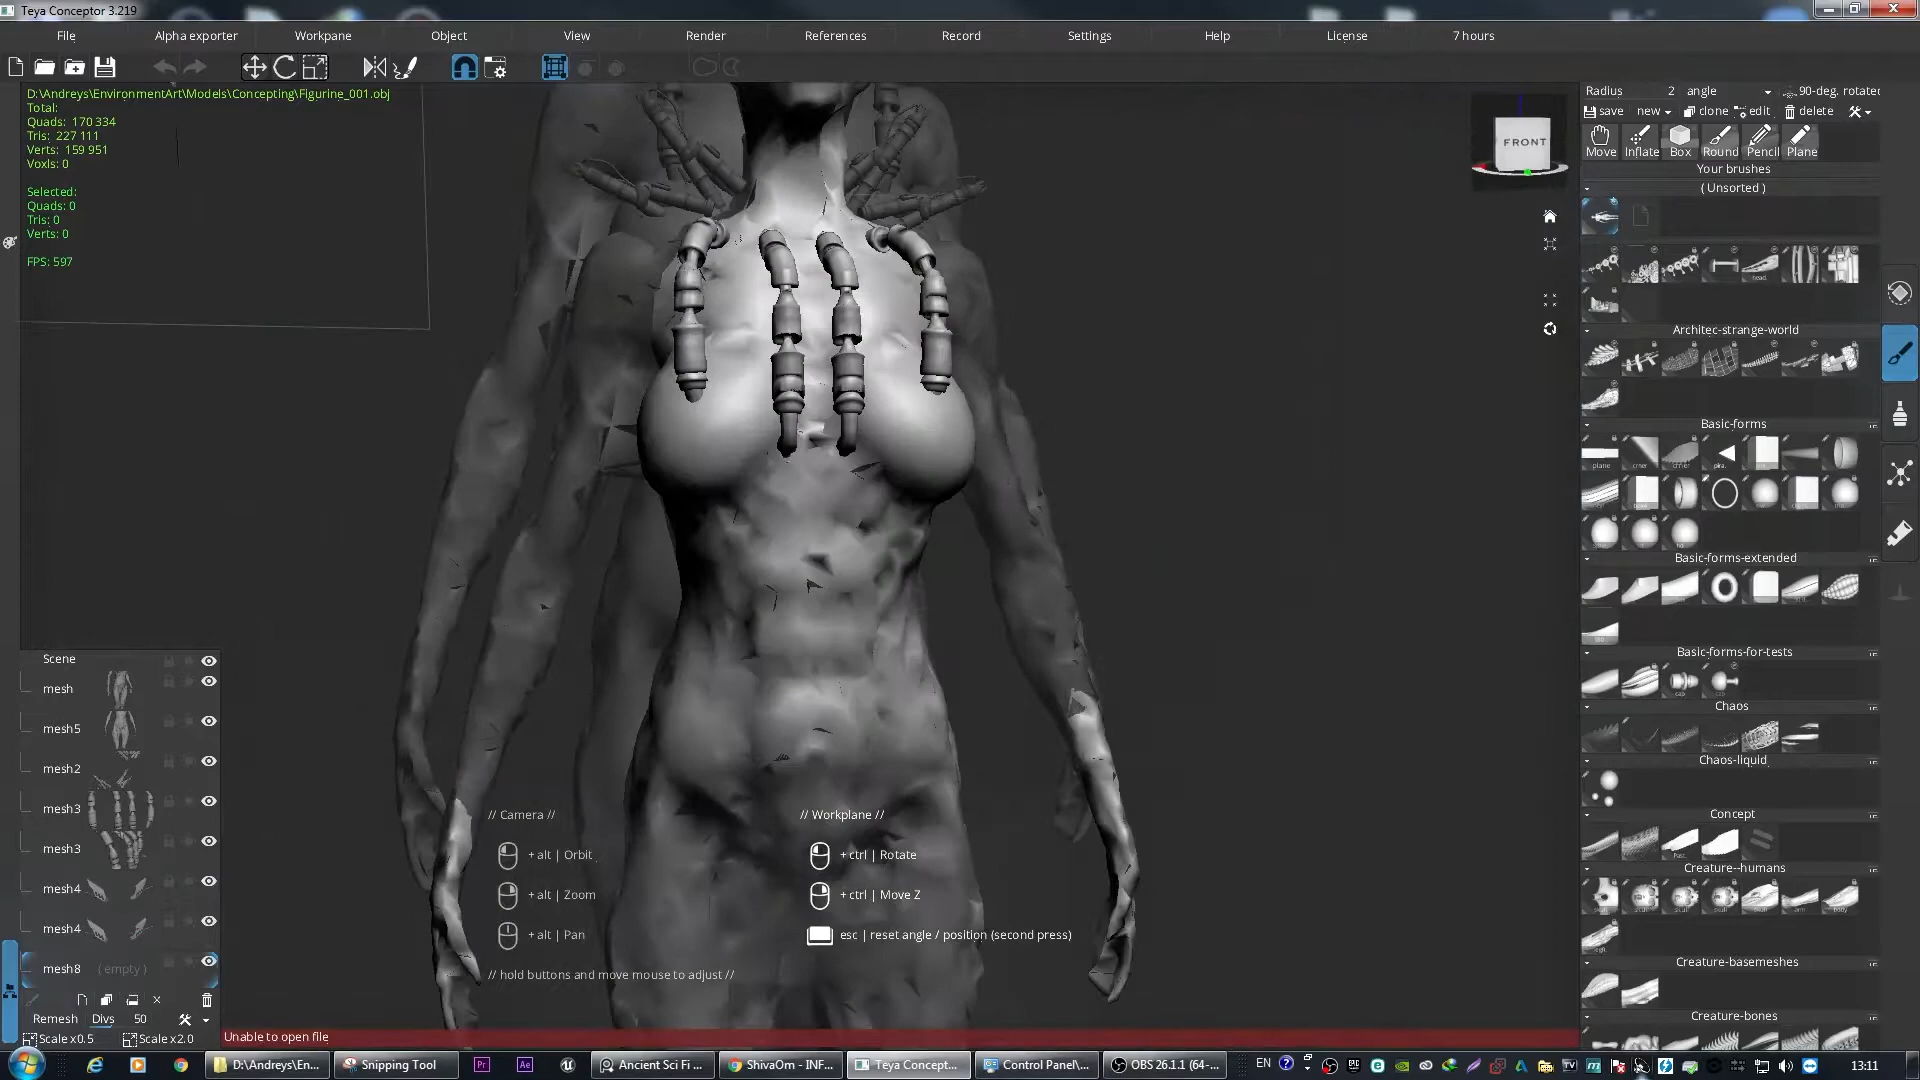 Teya Conceptor 3.219
File Alpha exporter Workpane Object View Render References Record Settings Help License 7 hours
D:\Andreys\EnvironmentArt\Models\Concepting\Figurine_001.obj
Total:
Quads: 170 334
Tris: 227 111
Verts: 159 951
Voxls: 0
Selected:
Quads: 0
Tris: 0
Verts: 0
FPS: 597
FRONT
Radius 2 angle 90-deg. rotated
save new clone edit delete
Move Inflate Box Round Pencil Plane
Your brushes
( Unsorted )
head
Architec-strange-world
Basic-forms
plane
Basic-forms-extended
Basic-forms-for-tests
cap cap
Chaos
Chaos-liquid
Concept
Creature--humans
body
Creature-basemeshes
Creature-bones
Scene
mesh
mesh5
mesh2
mesh3
mesh3
mesh4
mesh4
mesh8 ( empty )
Remesh Divs 50
Scale x0.5 Scale x2.0
// Camera //
+ alt | Orbit
+ alt | Zoom
+ alt | Pan
// hold buttons and move mouse to adjust //
// Workplane //
+ ctrl | Rotate
+ ctrl | Move Z
esc | reset angle / position (second press)
Unable to open file
D:\Andreys\En... Snipping Tool Pr Ae Ancient Sci Fi ... ShivaOm - INF... Teya Concept... Control Panel\... OBS 26.1.1 (64-... EN 13:11